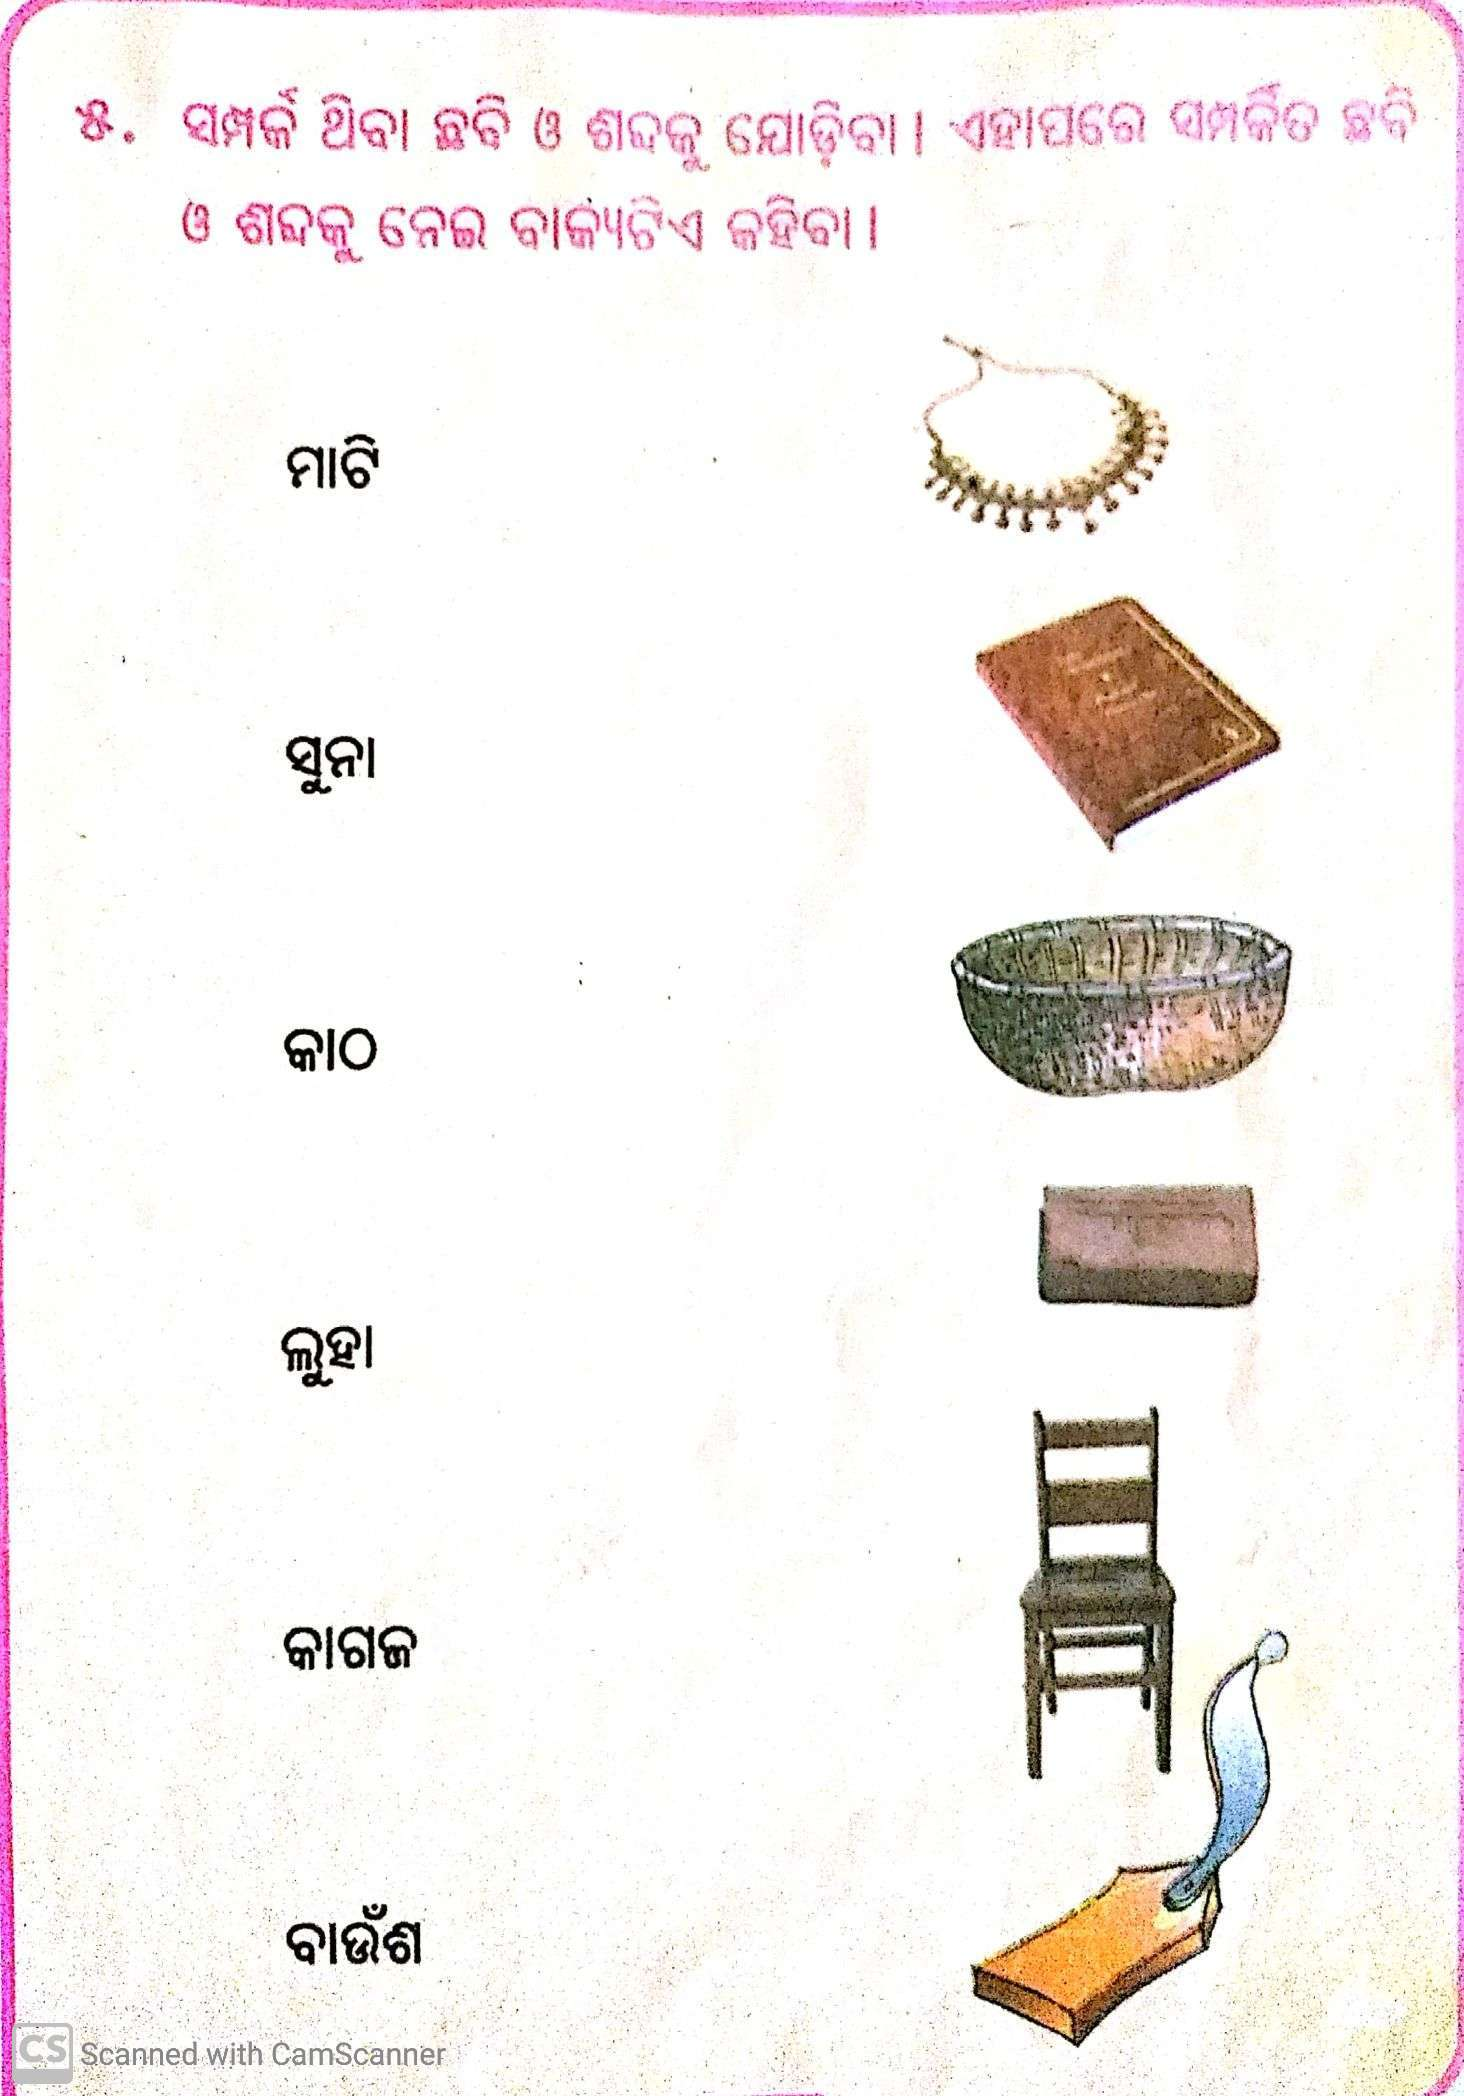 ୫. ସମ୍ପର୍କ ଥିବା ଛବି ଓ ଶବ୍ଦକୁ ଯୋଡ଼ିବା। ଏହାପରେ ସମ୍ପର୍କିତ ଛବି
ଓ ଶବ୍ଦକୁ ନେଇ ବାକ୍ୟଟିଏ କହିବା।
ମାଟି
ସୁନା
କାଠ
ଲୁହା
କାଗଜ
ବାଉଁଶ
CS Scanned with CamScanner